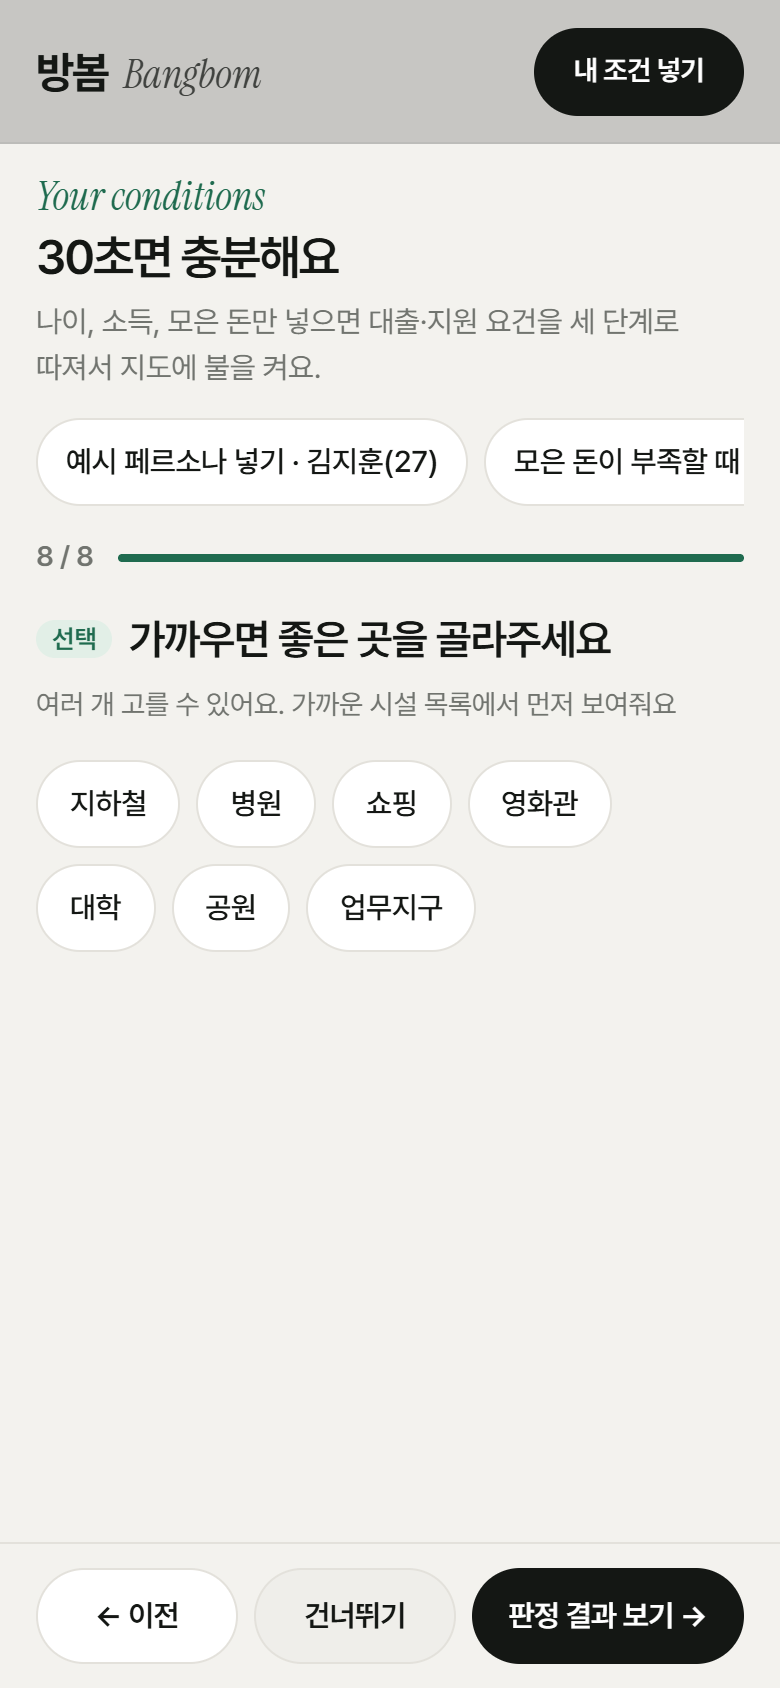 방봄 Bangbom
내 조건 넣기
Your conditions
30초면 충분해요
나이, 소득, 모은 돈만 넣으면 대출·지원 요건을 세 단계로
따져서 지도에 불을 켜요.
예시 페르소나 넣기 · 김지훈(27)
모은 돈이 부족할 때
8 / 8
선택 가까우면 좋은 곳을 골라주세요
여러 개 고를 수 있어요. 가까운 시설 목록에서 먼저 보여줘요
지하철 병원 쇼핑 영화관
대학 공원 업무지구
← 이전 건너뛰기 판정 결과 보기 →